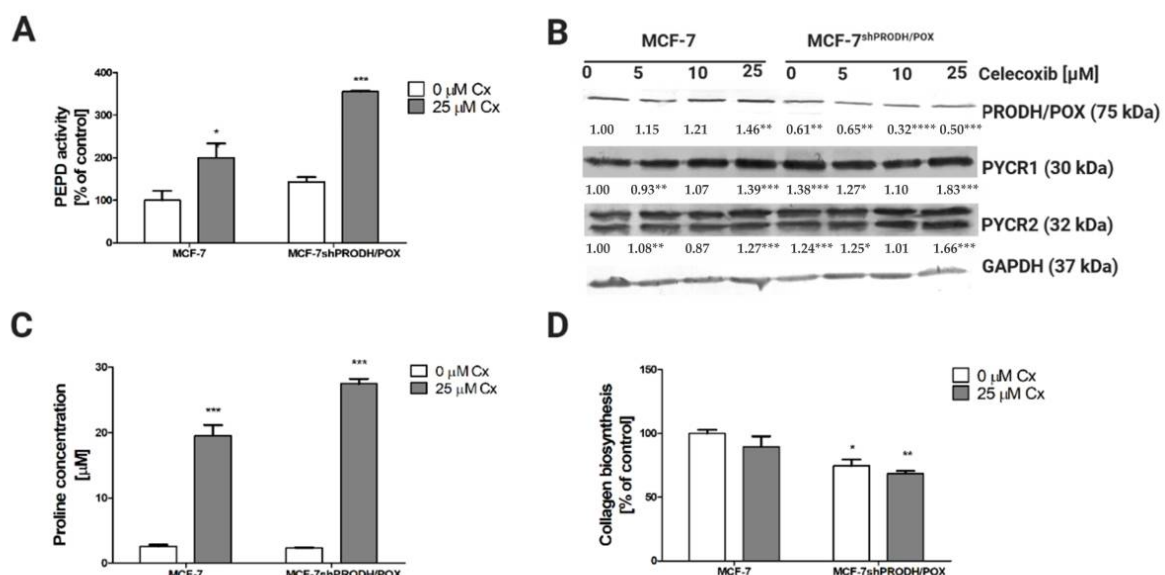 A
PEPD activity
[% of control]
400
300
200
100
0
*
***
MCF-7
MCF-7shPRODH/POX
0 μM Cx
25 μM Cx
B
MCF-7
MCF-7shPRODH/POX
0 5 10 25 0 5 10 25 Celecoxib [μM]
PRODH/POX (75 kDa)
1.00 1.15 1.21 1.46** 0.61** 0.65** 0.32**** 0.50***
PYCR1 (30 kDa)
1.00 0.93** 1.07 1.39*** 1.38*** 1.27* 1.10 1.83***
PYCR2 (32 kDa)
1.00 1.08** 0.87 1.27*** 1.24*** 1.25* 1.01 1.66***
GAPDH (37 kDa)
C
Proline concentration
[μM]
30
20
10
0
***
***
MCF-7
MCF-7shPRODH/POX
0 μM Cx
25 μM Cx
D
Collagen biosynthesis
[% of control]
150
100
50
0
*
**
MCF-7
MCF-7shPRODH/POX
0 μM Cx
25 μM Cx